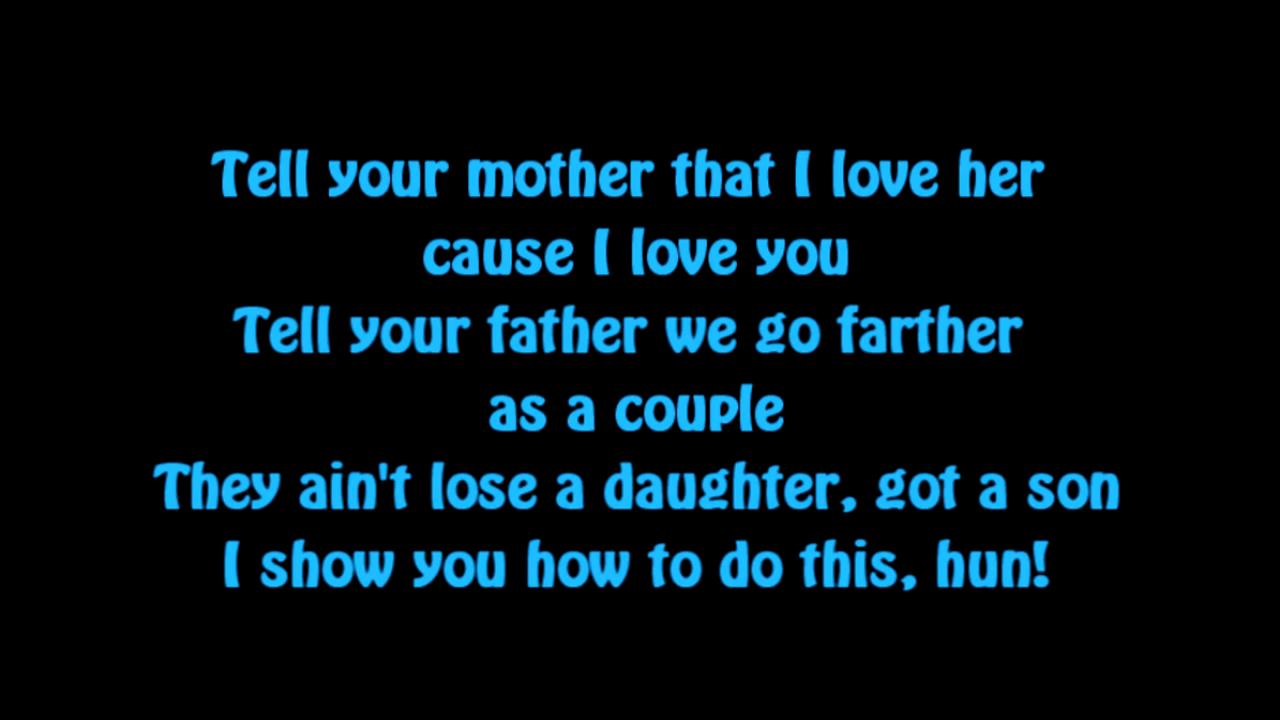 Tell your mother that I love her
cause I love you
Tell your father we go farther
as a couple
They ain't lose a daughter, got a son
I show you how to do this, hun!